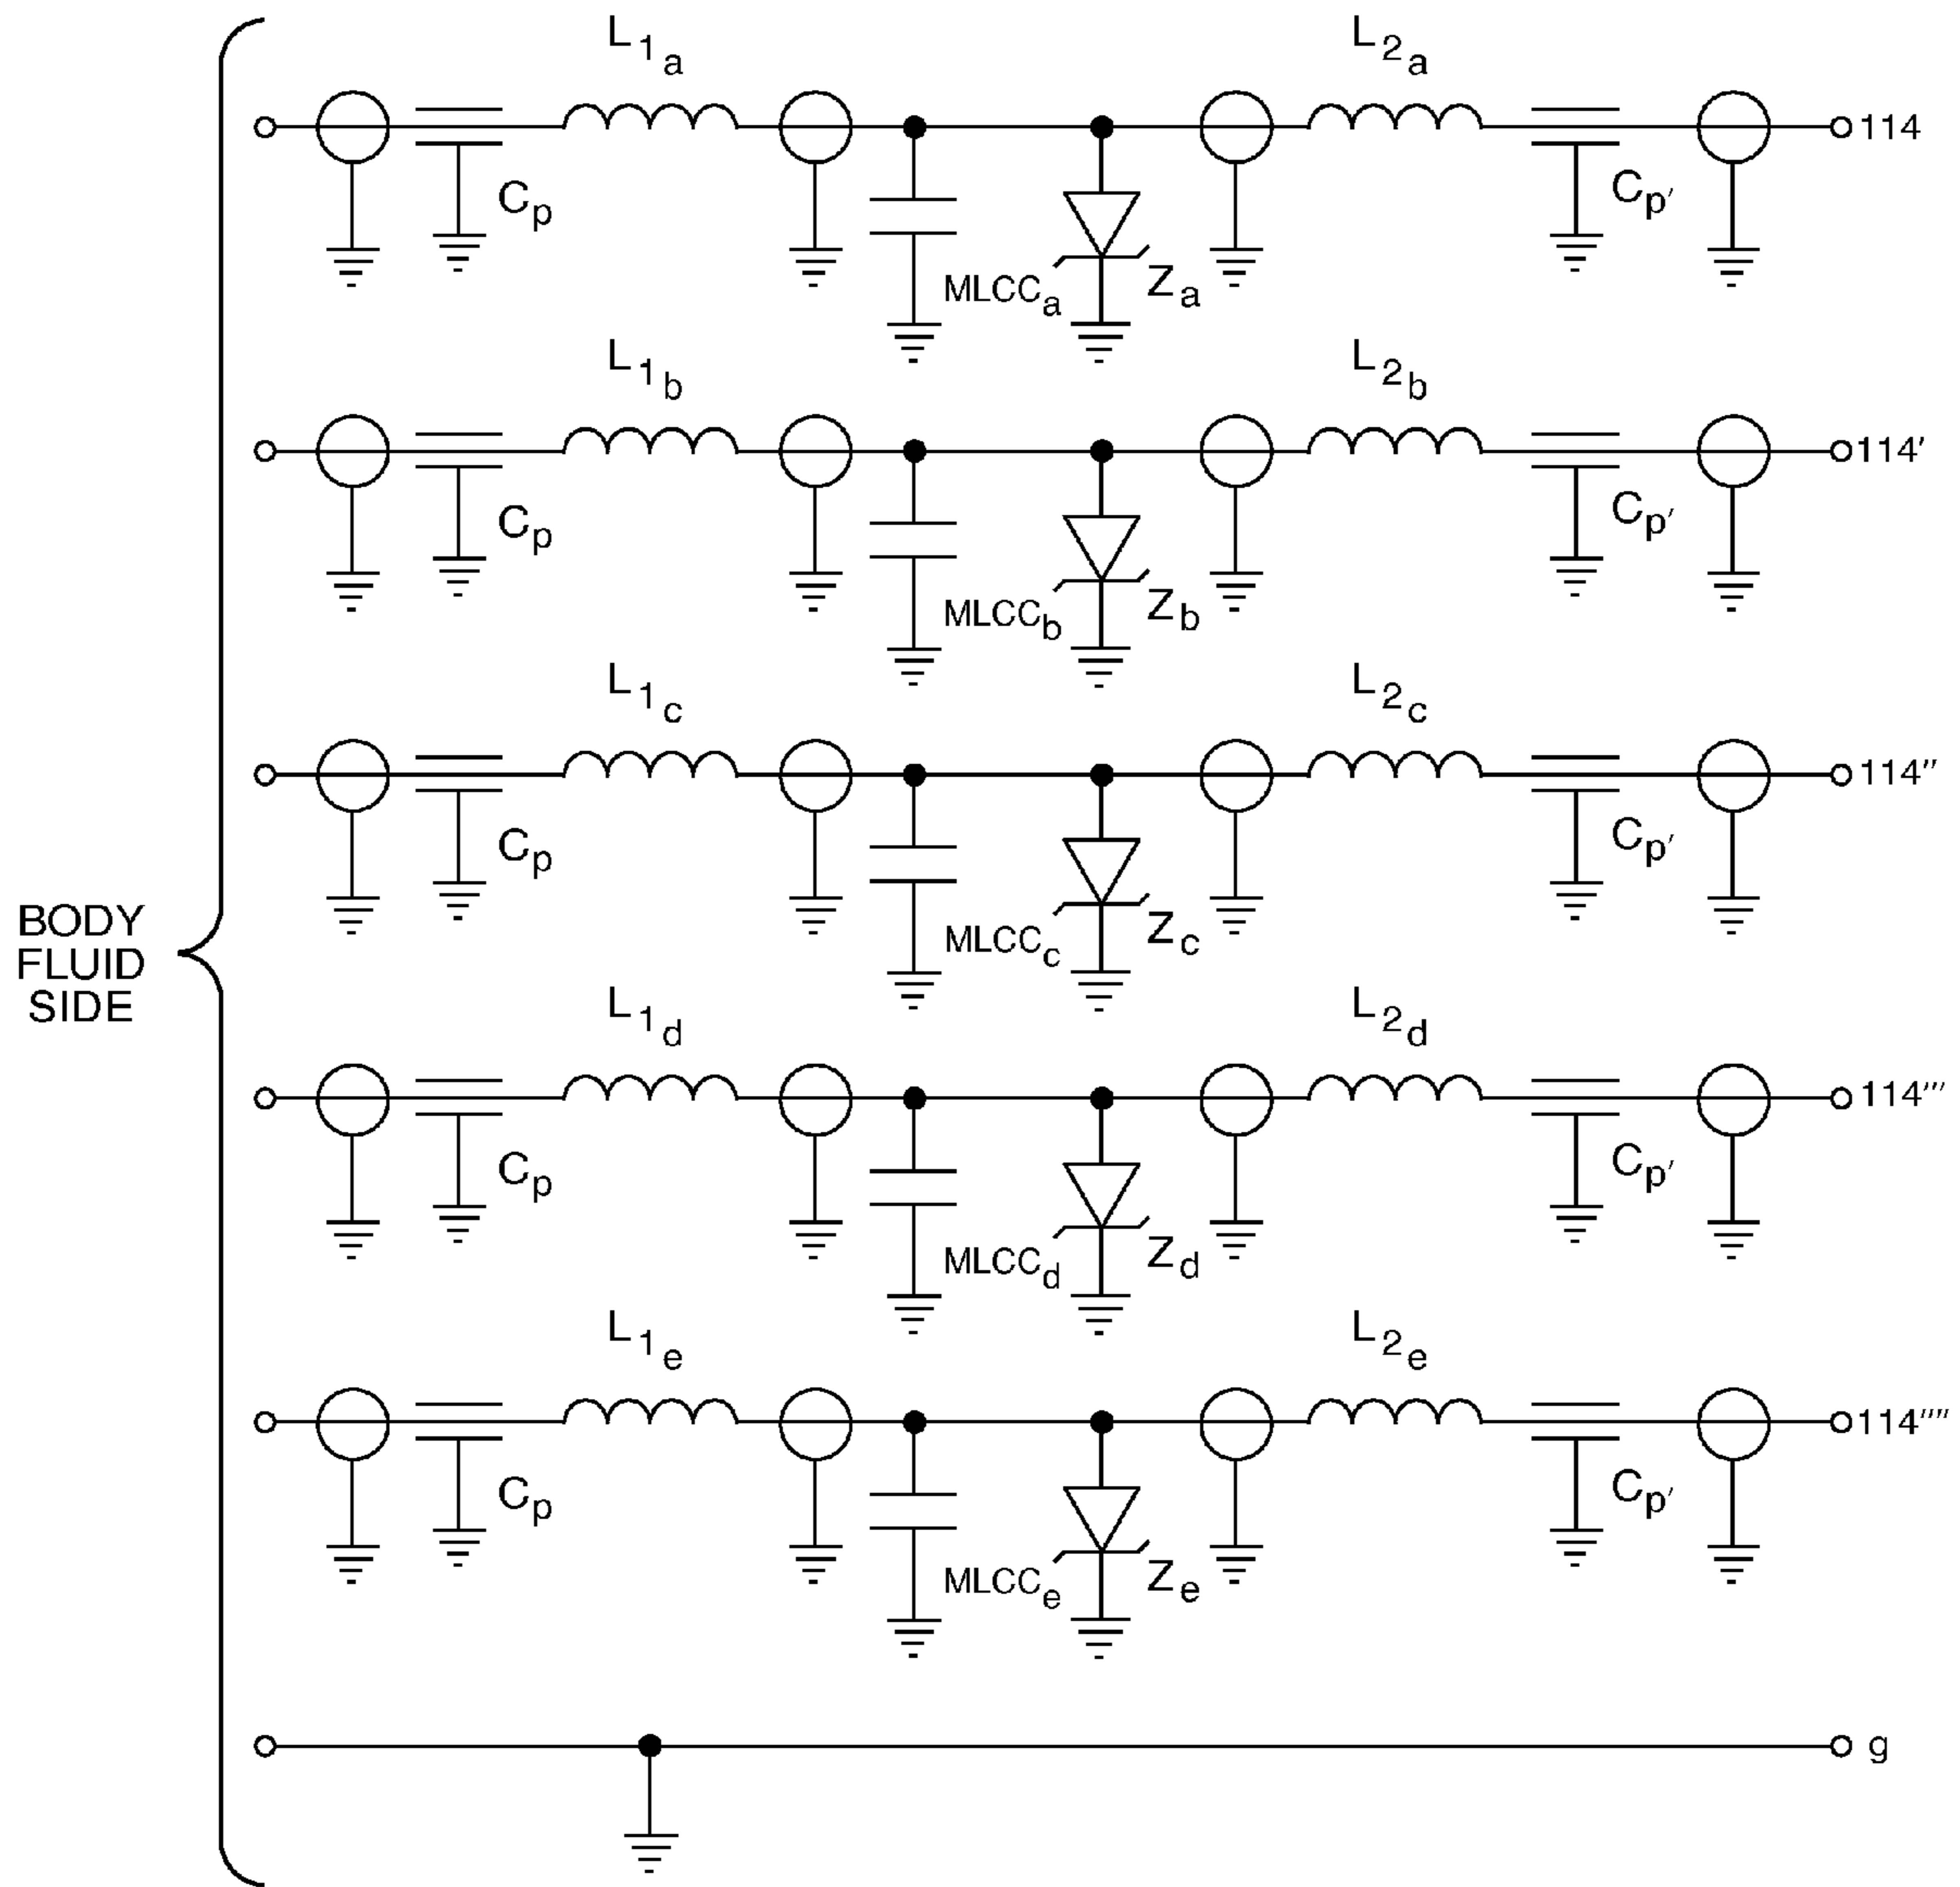 L1a L2a
114
Cp Cp′
MLCCa Za
L1b L2b
114′
Cp Cp′
MLCCb Zb
L1c L2c
114″
Cp Cp′
MLCCc Zc
BODY
FLUID
SIDE
L1d L2d
114‴
Cp Cp′
MLCCd Zd
L1e L2e
114⁗
Cp Cp′
MLCCe Ze
g